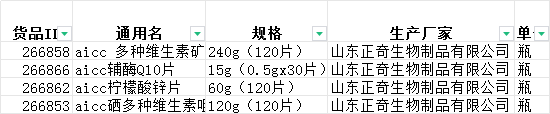 货品II 通用名 规格 生产厂家 单
266858 aicc 多种维生素矿 240g（120片） 山东正奇生物制品有限公司 瓶
266866 aicc辅酶Q10片 15g（0.5gx30片） 山东正奇生物制品有限公司 瓶
266862 aicc柠檬酸锌片 60g（120片） 山东正奇生物制品有限公司 瓶
266853 aicc硒多种维生素 120g（120片） 山东正奇生物制品有限公司 瓶